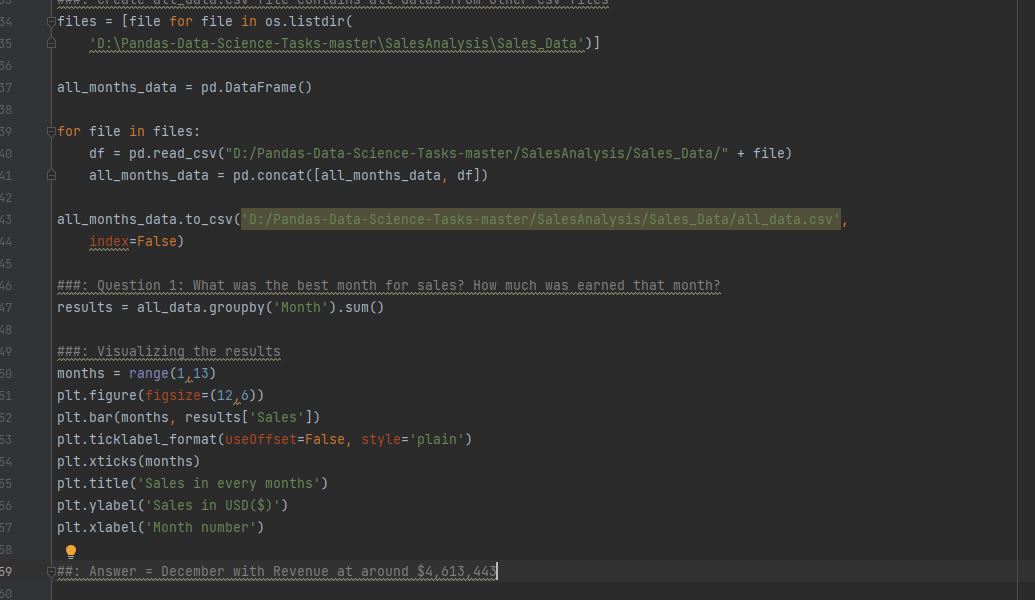 ###: Create all_data.csv file contains all datas from other csv files
34 files = [file for file in os.listdir(
35 'D:\Pandas-Data-Science-Tasks-master\SalesAnalysis\Sales_Data')]
36
37 all_months_data = pd.DataFrame()
38
39 for file in files:
40 df = pd.read_csv("D:/Pandas-Data-Science-Tasks-master/SalesAnalysis/Sales_Data/" + file)
41 all_months_data = pd.concat([all_months_data, df])
42
43 all_months_data.to_csv('D:/Pandas-Data-Science-Tasks-master/SalesAnalysis/Sales_Data/all_data.csv',
44 index=False)
45
46 ###: Question 1: What was the best month for sales? How much was earned that month?
47 results = all_data.groupby('Month').sum()
48
49 ###: Visualizing the results
50 months = range(1,13)
51 plt.figure(figsize=(12,6))
52 plt.bar(months, results['Sales'])
53 plt.ticklabel_format(useOffset=False, style='plain')
54 plt.xticks(months)
55 plt.title('Sales in every months')
56 plt.ylabel('Sales in USD($)')
57 plt.xlabel('Month number')
58
59 ##: Answer = December with Revenue at around $4,613,443
60